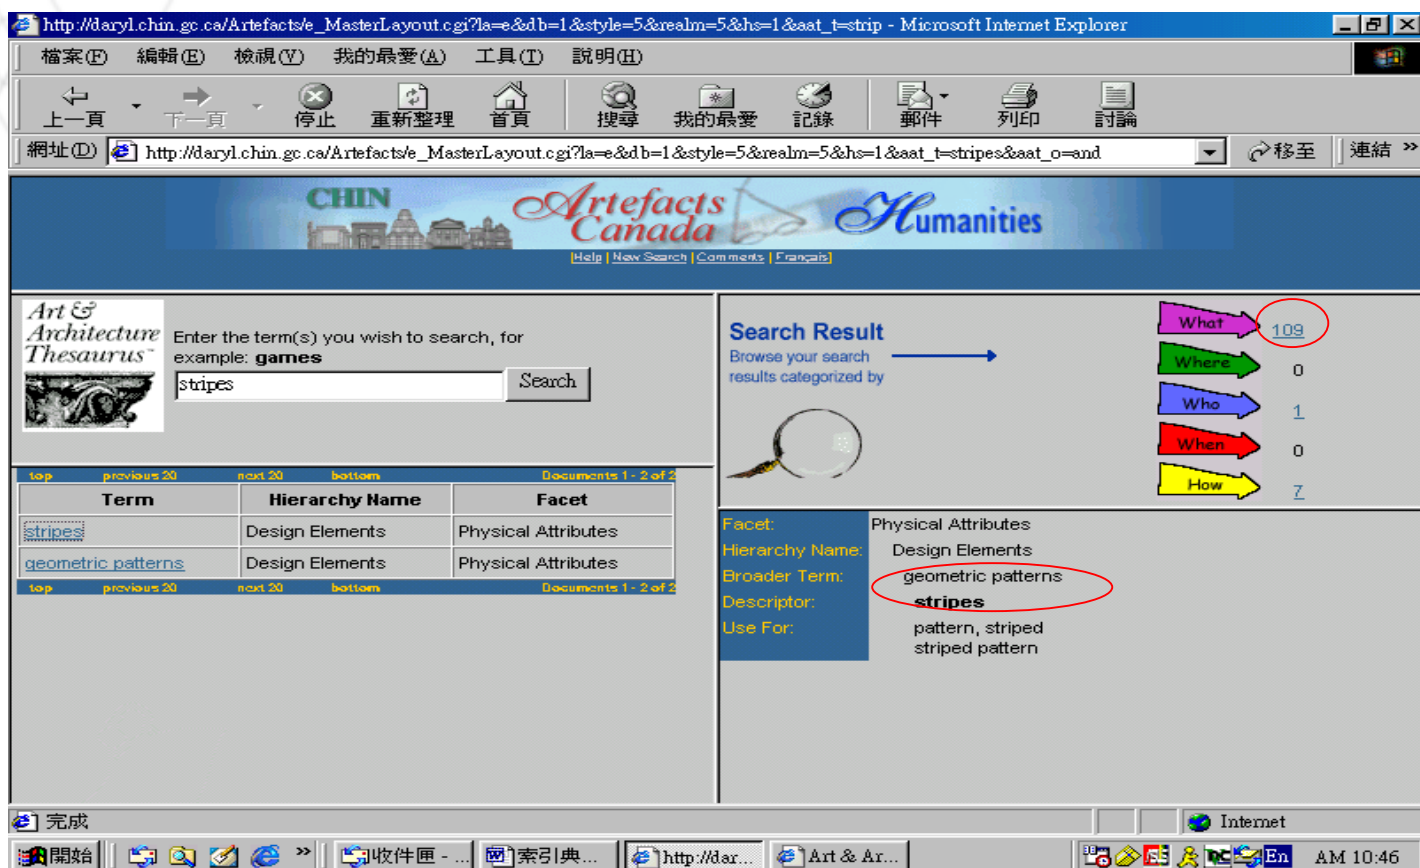 http://daryl.chin.gc.ca/Artefacts/e_MasterLayout.cgi?la=e&db=1&style=5&realm=5&hs=1&aat_t=strip - Microsoft Internet Explorer
檔案(F) 編輯(E) 檢視(V) 我的最愛(A) 工具(T) 說明(H)
上一頁 下一頁 停止 重新整理 首頁 搜尋 我的最愛 記錄 郵件 列印 討論
網址(D) http://daryl.chin.gc.ca/Artefacts/e_MasterLayout.cgi?la=e&db=1&style=5&realm=5&hs=1&aat_t=stripes&aat_o=and 移至 連結 »
CHIN Artefacts Canada Humanities
[Help | New Search | Comments | Français]
Art &
Architecture
Thesaurus™
Enter the term(s) you wish to search, for
example: games
stripes Search
top previous 20 next 20 bottom Documents 1 - 2 of 2
Term Hierarchy Name Facet
stripes Design Elements Physical Attributes
geometric patterns Design Elements Physical Attributes
top previous 20 next 20 bottom Documents 1 - 2 of 2
Search Result
Browse your search
results categorized by
What 109
Where 0
Who 1
When 0
How 7
Facet: Physical Attributes
Hierarchy Name: Design Elements
Broader Term: geometric patterns
Descriptor: stripes
Use For: pattern, striped
striped pattern
完成 Internet
開始 » 收件匣 - ... 索引典... http://dar... Art & Ar... En AM 10:46